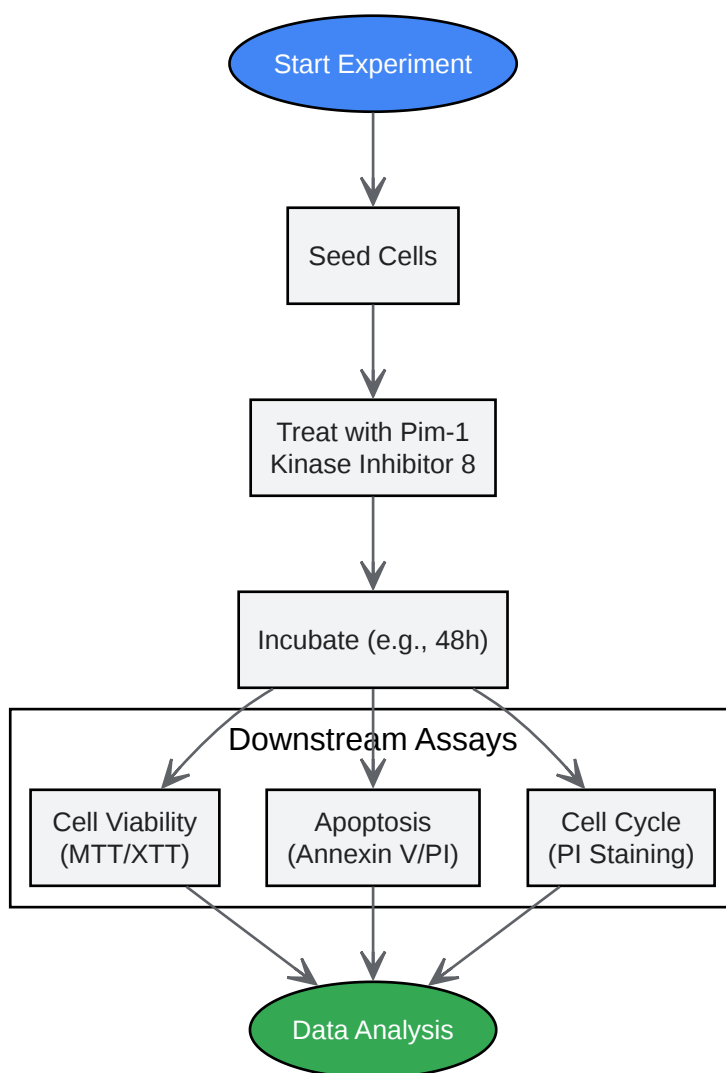 Start Experiment
Seed Cells
Treat with Pim-1
Kinase Inhibitor 8
Incubate (e.g., 48h)
Downstream Assays
Cell Viability
(MTT/XTT)
Apoptosis
(Annexin V/PI)
Cell Cycle
(PI Staining)
Data Analysis